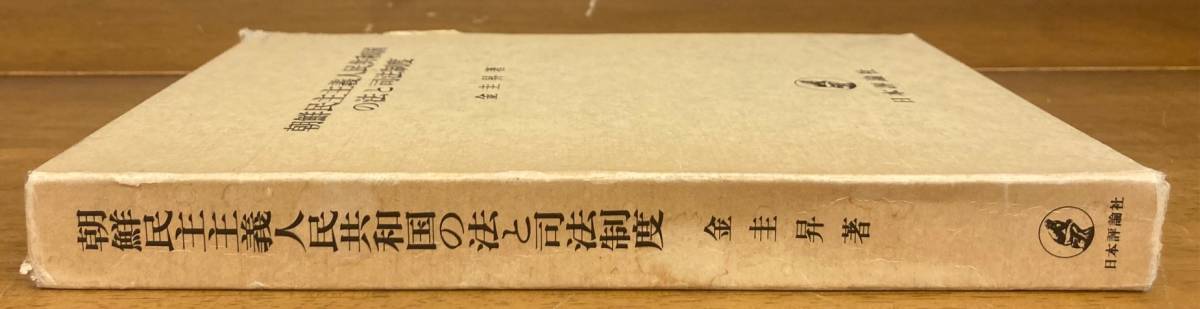 朝鮮民主主義人民共和国
の法と司法制度
金圭昇著
日本評論社
朝鮮民主主義人民共和国の法と司法制度
金圭昇著
日本評論社